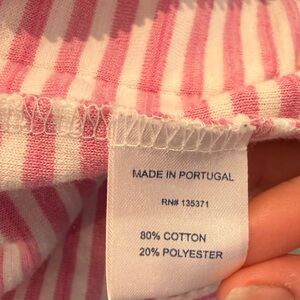 MADE IN PORTUGAL
RN# 135371
80% COTTON
20% POLYESTER